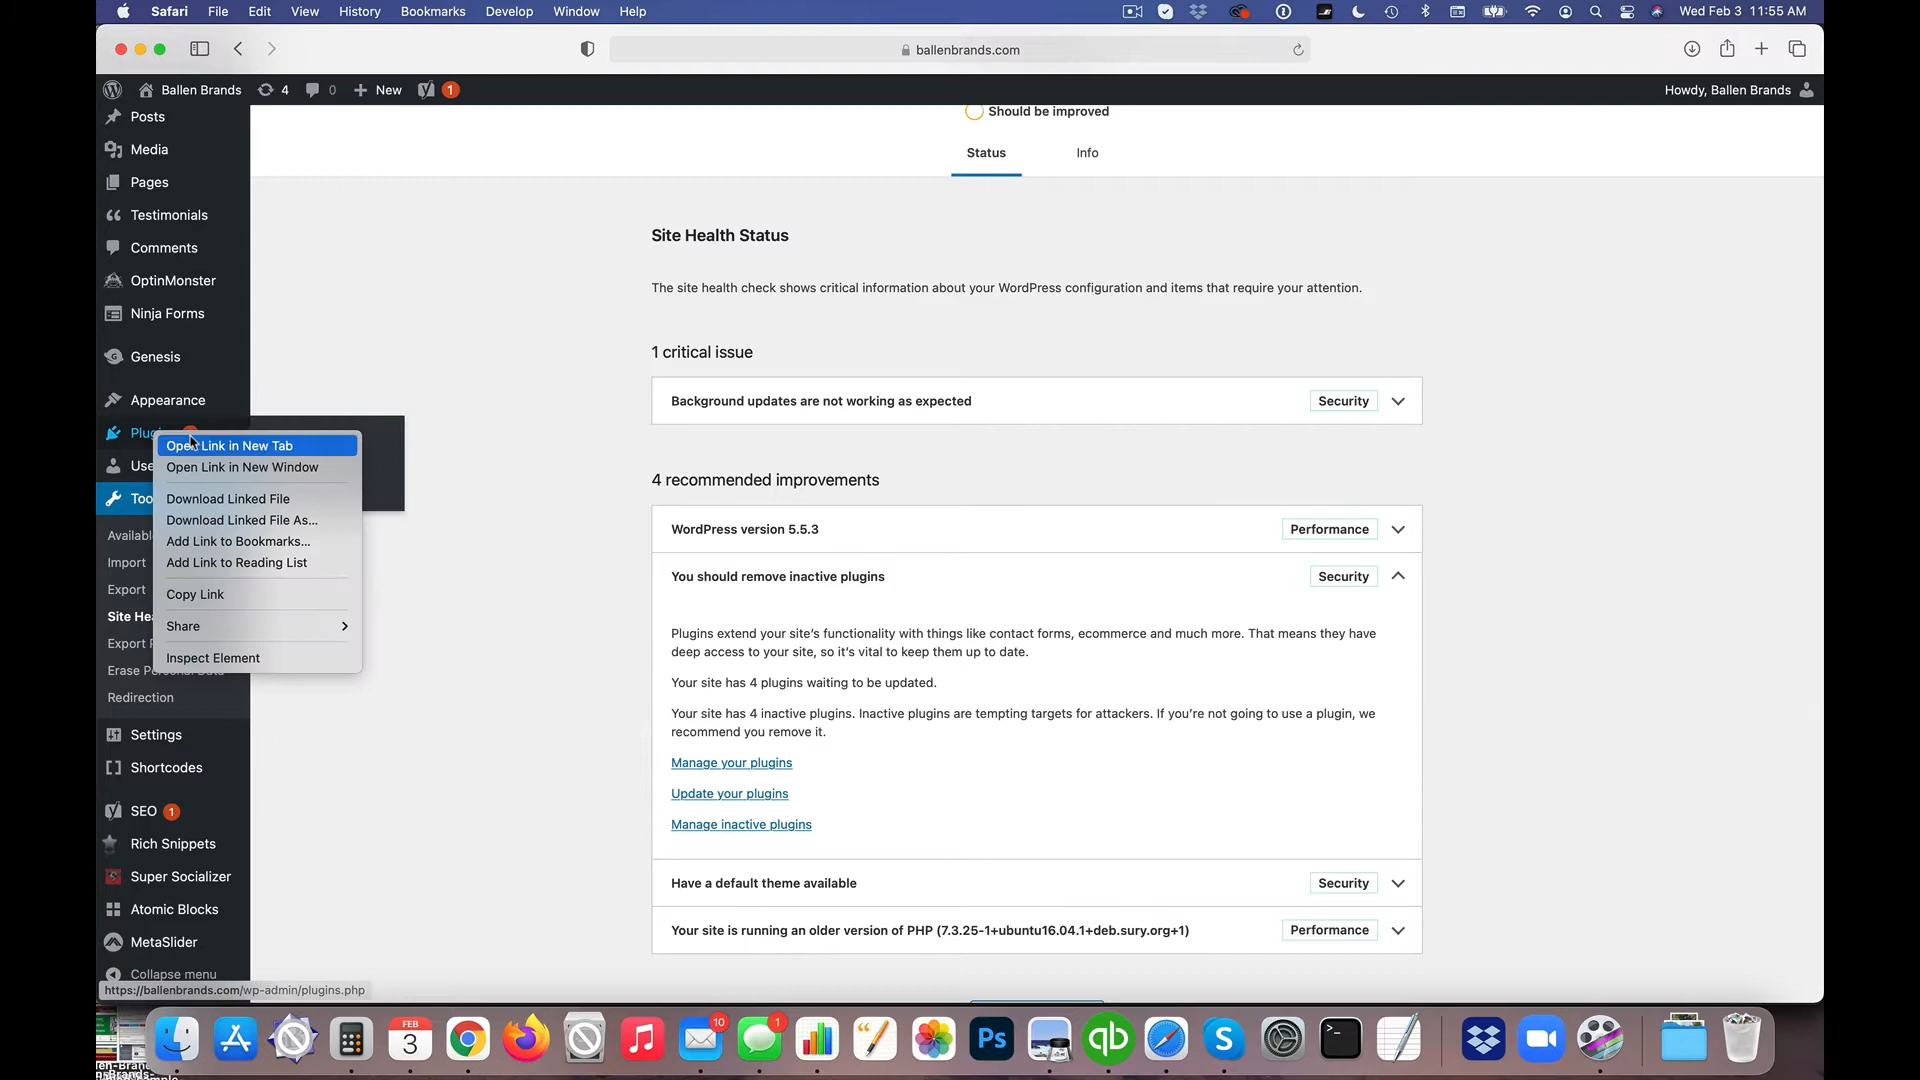 Safari File Edit View History Bookmarks Develop Window Help Wed Feb 3 11:55 AM
ballenbrands.com
Ballen Brands 4 0 New 1 Howdy, Ballen Brands
Posts
Media
Pages
Testimonials
Comments
OptinMonster
Ninja Forms
Genesis
Appearance
Open Link in New Tab
Open Link in New Window
Download Linked File
Download Linked File As...
Add Link to Bookmarks...
Add Link to Reading List
Copy Link
Share
Inspect Element
Import
Export
Redirection
Settings
Shortcodes
SEO 1
Rich Snippets
Super Socializer
Atomic Blocks
MetaSlider
Collapse menu
https://ballenbrands.com/wp-admin/plugins.php
Should be improved
Status Info
Site Health Status
The site health check shows critical information about your WordPress configuration and items that require your attention.
1 critical issue
Background updates are not working as expected Security
4 recommended improvements
WordPress version 5.5.3 Performance
You should remove inactive plugins Security
Plugins extend your site's functionality with things like contact forms, ecommerce and much more. That means they have
deep access to your site, so it's vital to keep them up to date.
Your site has 4 plugins waiting to be updated.
Your site has 4 inactive plugins. Inactive plugins are tempting targets for attackers. If you're not going to use a plugin, we
recommend you remove it.
Manage your plugins
Update your plugins
Manage inactive plugins
Have a default theme available Security
Your site is running an older version of PHP (7.3.25-1+ubuntu16.04.1+deb.sury.org+1) Performance
FEB
3
10
1
Ps
qb